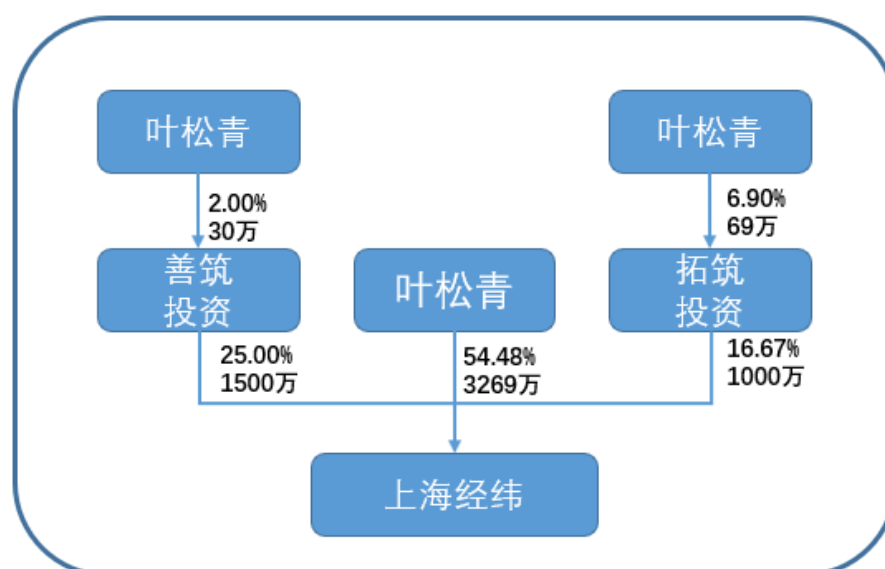 叶松青
叶松青
2.00%
30万
6.90%
69万
善筑
投资
叶松青
拓筑
投资
25.00%
1500万
54.48%
3269万
16.67%
1000万
上海经纬